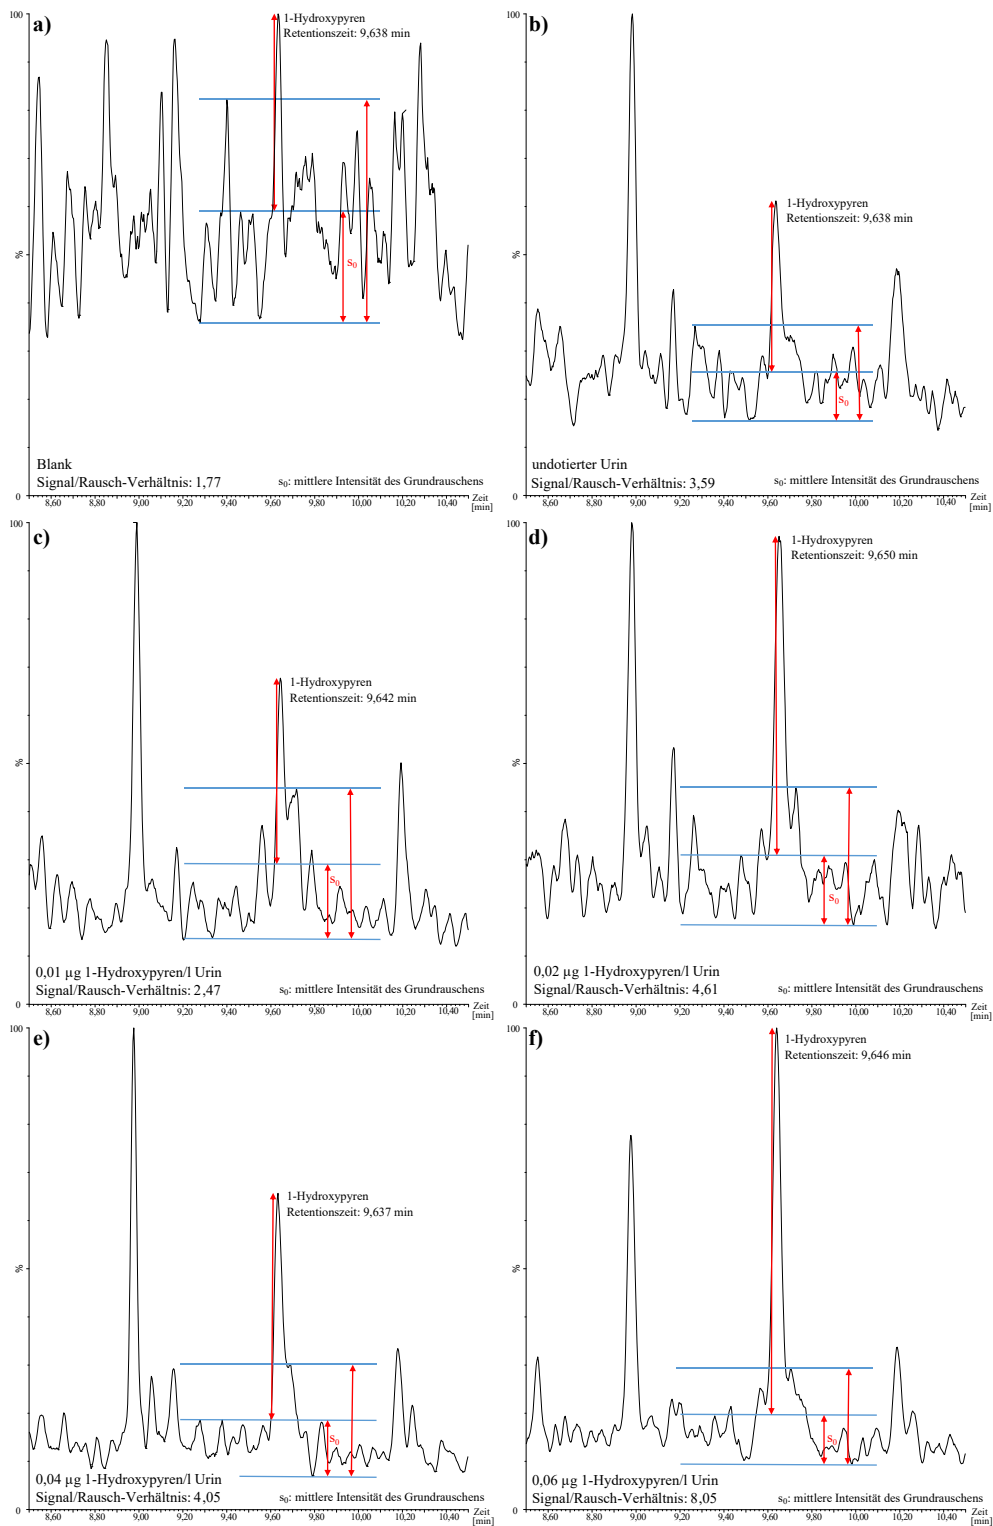 a)
100
1-Hydroxypyren
Retentionszeit: 9,638 min
s0
%
Blank
Signal/Rausch-Verhältnis: 1,77
s0: mittlere Intensität des Grundrauschens
0
8,60 8,80 9,00 9,20 9,40 9,60 9,80 10,00 10,20 10,40
Zeit
[min]
b)
100
1-Hydroxypyren
Retentionszeit: 9,638 min
s0
%
undotierter Urin
Signal/Rausch-Verhältnis: 3,59
s0: mittlere Intensität des Grundrauschens
0
8,60 8,80 9,00 9,20 9,40 9,60 9,80 10,00 10,20 10,40
Zeit
[min]
c)
100
1-Hydroxypyren
Retentionszeit: 9,642 min
s0
%
0,01 µg 1-Hydroxypyren/l Urin
Signal/Rausch-Verhältnis: 2,47
s0: mittlere Intensität des Grundrauschens
0
8,60 8,80 9,00 9,20 9,40 9,60 9,80 10,00 10,20 10,40
Zeit
[min]
d)
100
1-Hydroxypyren
Retentionszeit: 9,650 min
s0
%
0,02 µg 1-Hydroxypyren/l Urin
Signal/Rausch-Verhältnis: 4,61
s0: mittlere Intensität des Grundrauschens
0
8,60 8,80 9,00 9,20 9,40 9,60 9,80 10,00 10,20 10,40
Zeit
[min]
e)
100
1-Hydroxypyren
Retentionszeit: 9,637 min
s0
%
0,04 µg 1-Hydroxypyren/l Urin
Signal/Rausch-Verhältnis: 4,05
s0: mittlere Intensität des Grundrauschens
0
8,60 8,80 9,00 9,20 9,40 9,60 9,80 10,00 10,20 10,40
Zeit
[min]
f)
100
1-Hydroxypyren
Retentionszeit: 9,646 min
s0
%
0,06 µg 1-Hydroxypyren/l Urin
Signal/Rausch-Verhältnis: 8,05
s0: mittlere Intensität des Grundrauschens
0
8,60 8,80 9,00 9,20 9,40 9,60 9,80 10,00 10,20 10,40
Zeit
[min]